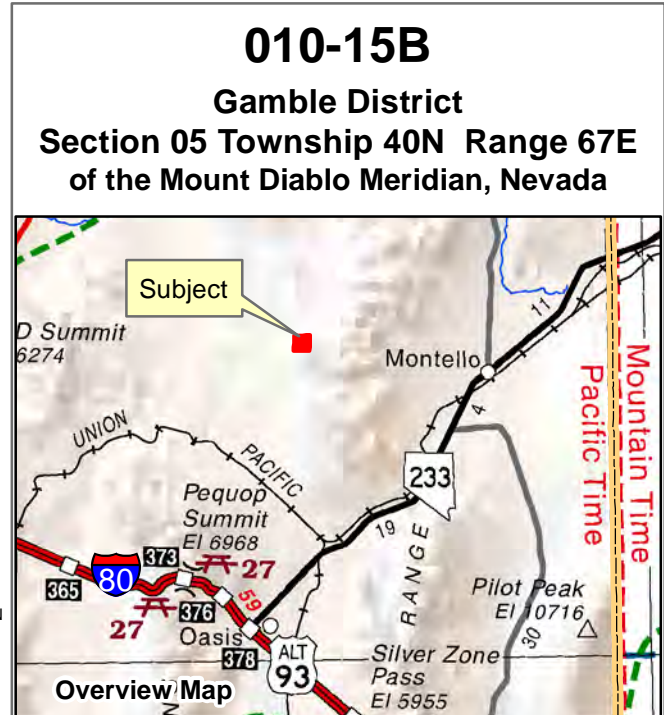 010-15B
Gamble District
Section 05 Township 40N Range 67E
of the Mount Diablo Meridian, Nevada
Subject
D Summit
6274
11
Montello
4
Mountain Time
Pacific Time
UNION
PACIFIC
233
19
RANGE
Pequop
Summit
El 6968
373
27
365
80
376
59
27
Oasis
378
ALT
93
Pilot Peak
El 10716
30
Silver Zone
Pass
El 5955
Overview Map
N